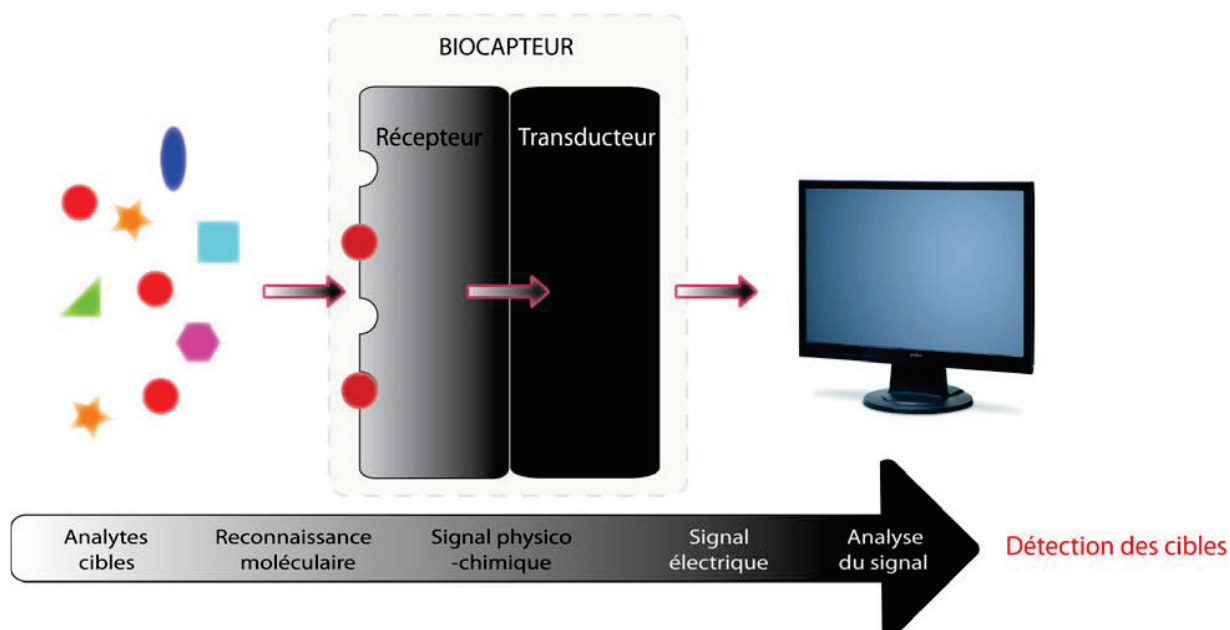 BIOCAPTEUR
Récepteur
Transducteur
Analytes
cibles
Reconnaissance
moléculaire
Signal physico
-chimique
Signal
électrique
Analyse
du signal
Détection des cibles